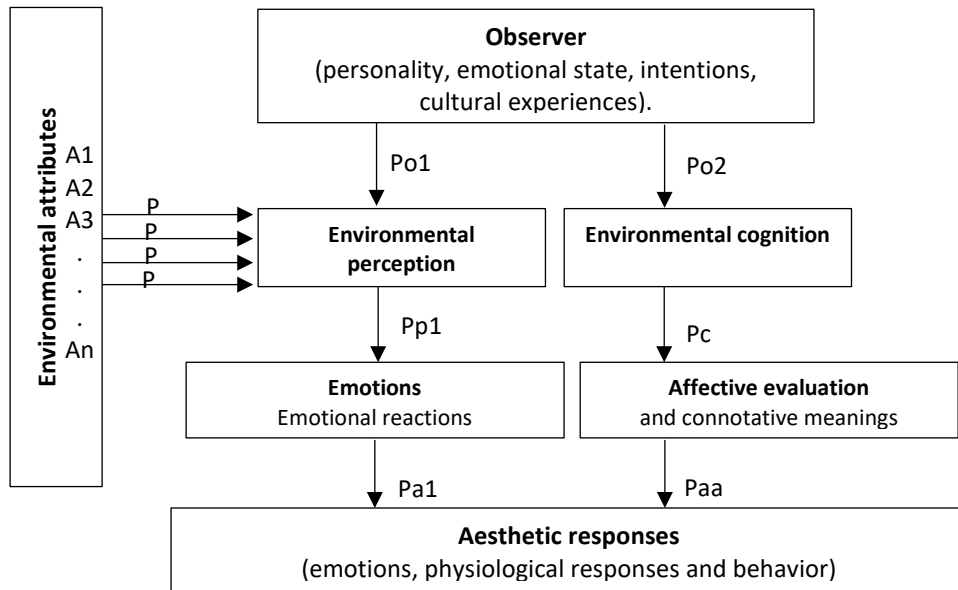 Environmental attributes
A1
A2
A3
.
.
.
An
P
P
P
P
Observer
(personality, emotional state, intentions,
cultural experiences).
Po1
Po2
Environmental
perception
Environmental cognition
Pp1
Pc
Emotions
Emotional reactions
Affective evaluation
and connotative meanings
Pa1
Paa
Aesthetic responses
(emotions, physiological responses and behavior)